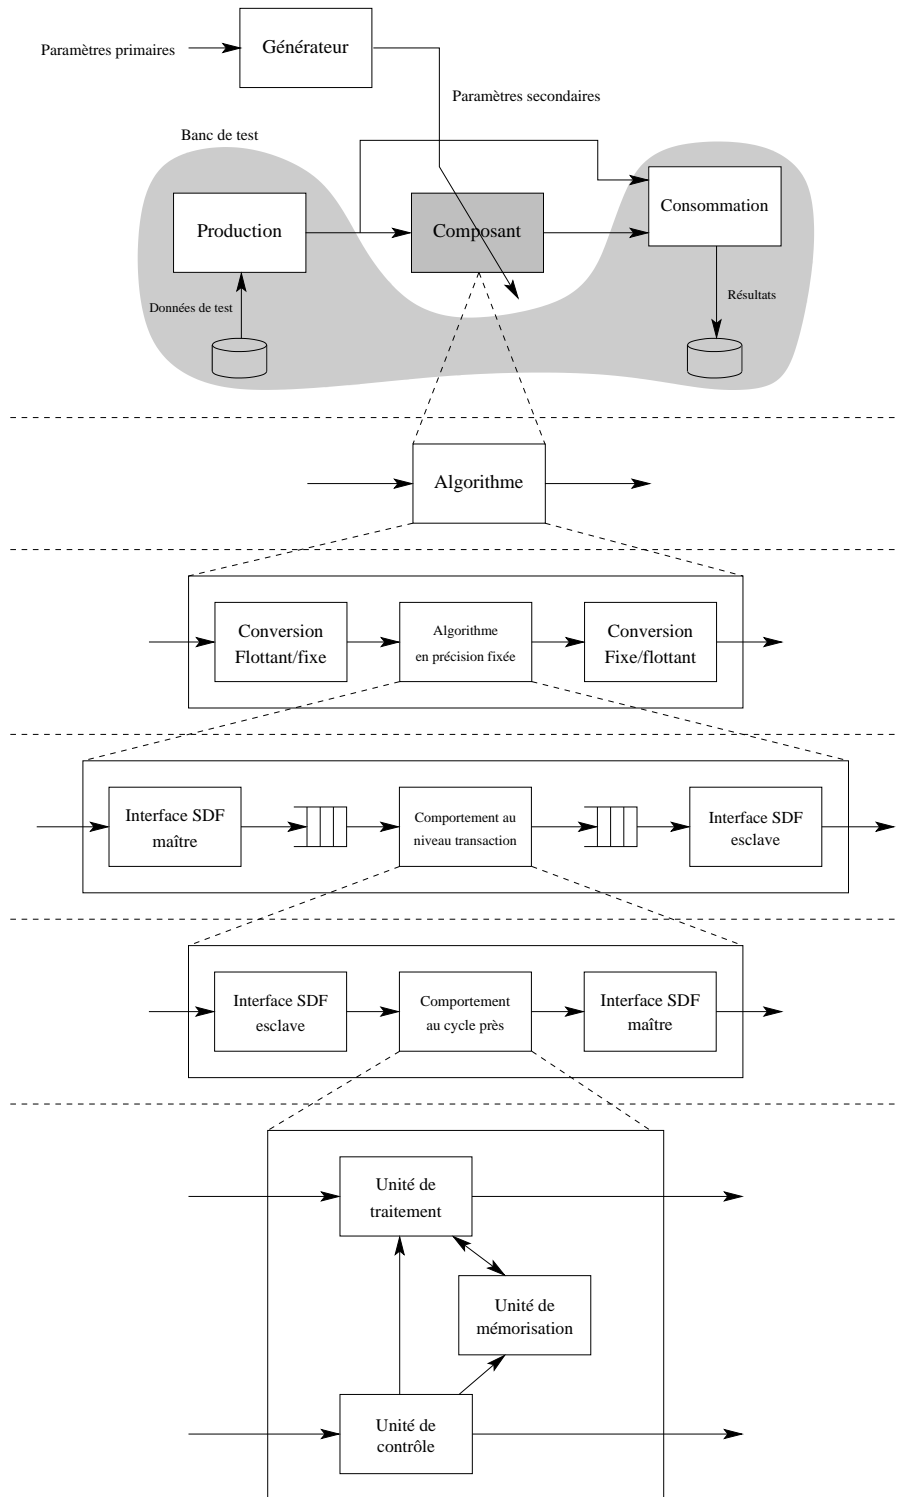 Paramètres primaires
Générateur
Paramètres secondaires
Banc de test
Production
Composant
Consommation
Données de test
Résultats
Algorithme
Conversion
Flottant/fixe
Algorithme
en précision fixée
Conversion
Fixe/flottant
Interface SDF
maître
Comportement au
niveau transaction
Interface SDF
esclave
Interface SDF
esclave
Comportement
au cycle près
Interface SDF
maître
Unité de
traitement
Unité de
mémorisation
Unité de
contrôle